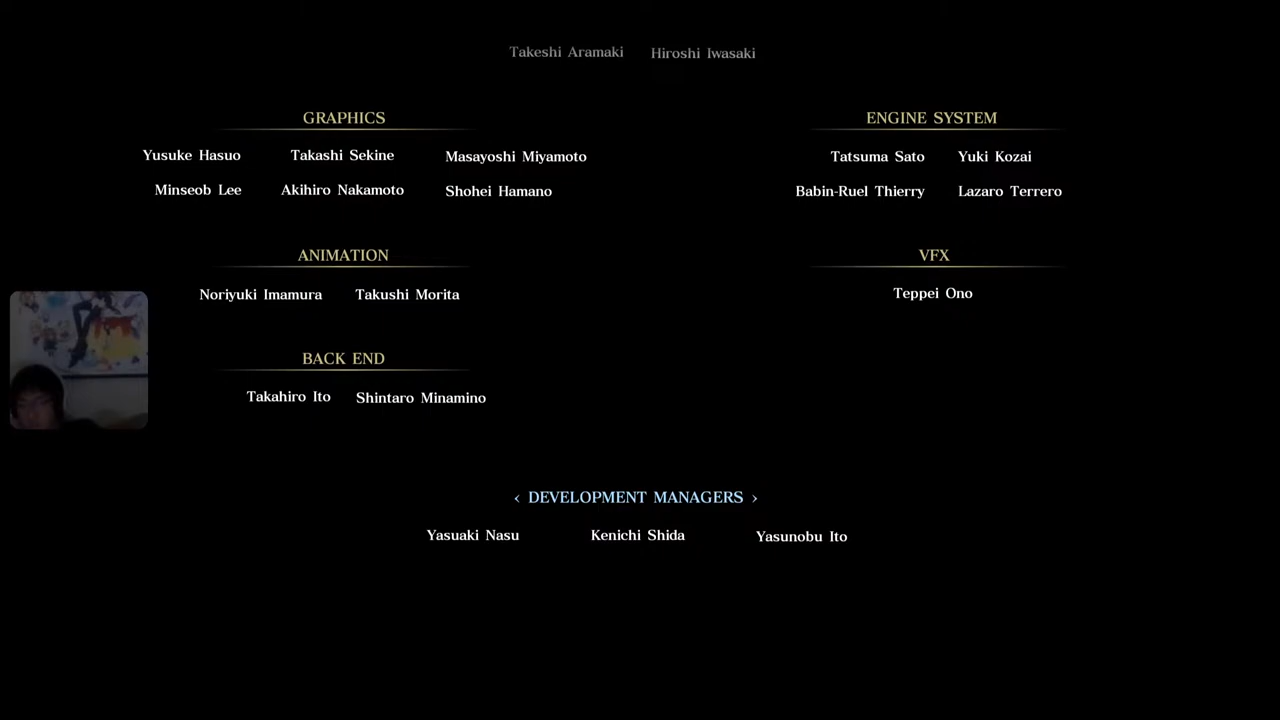 Takeshi Aramaki Hiroshi Iwasaki
GRAPHICS
Yusuke Hasuo Takashi Sekine Masayoshi Miyamoto
Minseob Lee Akihiro Nakamoto Shohei Hamano
ENGINE SYSTEM
Tatsuma Sato Yuki Kozai
Babin-Ruel Thierry Lazaro Terrero
ANIMATION
Noriyuki Imamura Takushi Morita
VFX
Teppei Ono
BACK END
Takahiro Ito Shintaro Minamino
‹ DEVELOPMENT MANAGERS ›
Yasuaki Nasu Kenichi Shida Yasunobu Ito